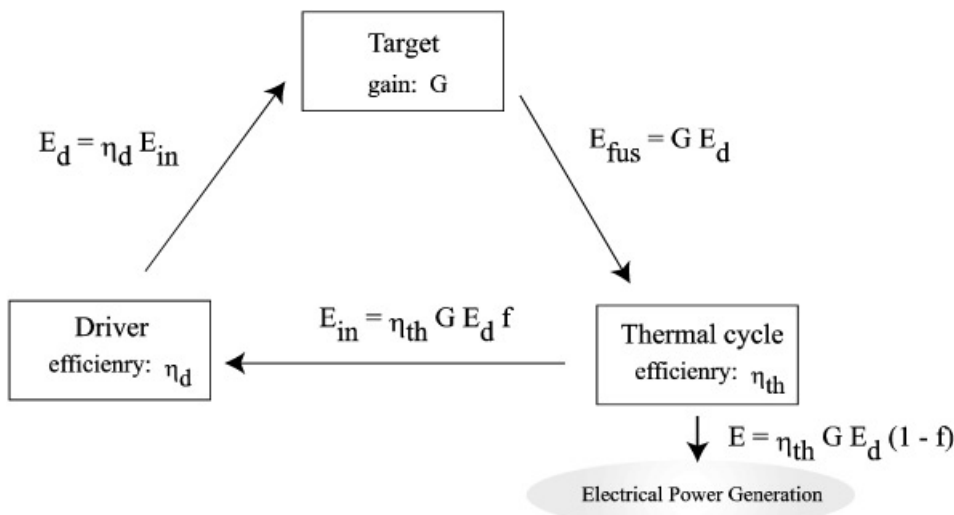 Target
gain: G
E_d = η_d E_in
E_fus = G E_d
Driver
efficienry: η_d
E_in = η_th G E_d f
Thermal cycle
efficienry: η_th
E = η_th G E_d (1 - f)
Electrical Power Generation